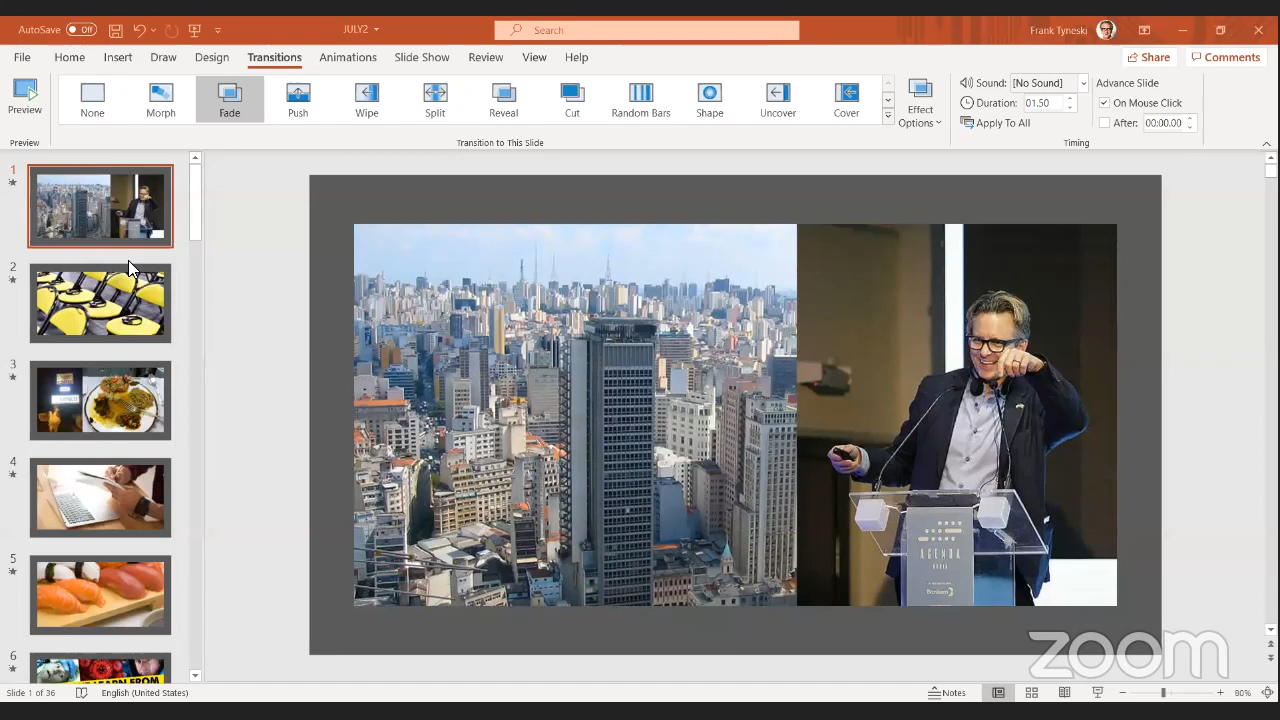 AutoSave Off JULY2 Search Frank Tyneski
File Home Insert Draw Design Transitions Animations Slide Show Review View Help Share Comments
Preview None Morph Fade Push Wipe Split Reveal Cut Random Bars Shape Uncover Cover Effect Options
Sound: [No Sound] Advance Slide
Duration: 01.50 On Mouse Click
Apply To All After: 00:00.00
Preview Transition to This Slide Timing
1
2
3
4
5
6
AGENDA
zoom
Slide 1 of 36 English (United States) Notes 80%